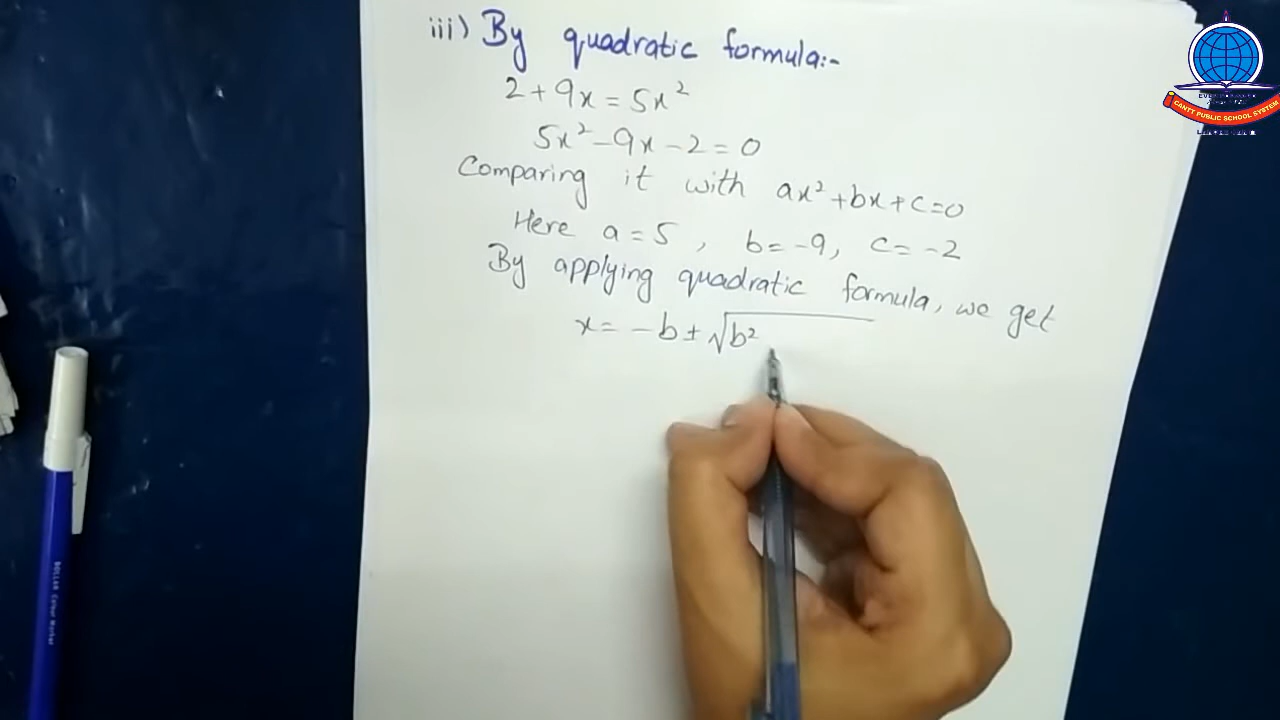 iii) By quadratic formula:-
2+9x=5x²
5x²-9x-2=0
Comparing it with ax²+bx+c=0
Here a=5, b=-9, c=-2
By applying quadratic formula, we get
x= -b±√b²
CANTT PUBLIC SCHOOL SYSTEM